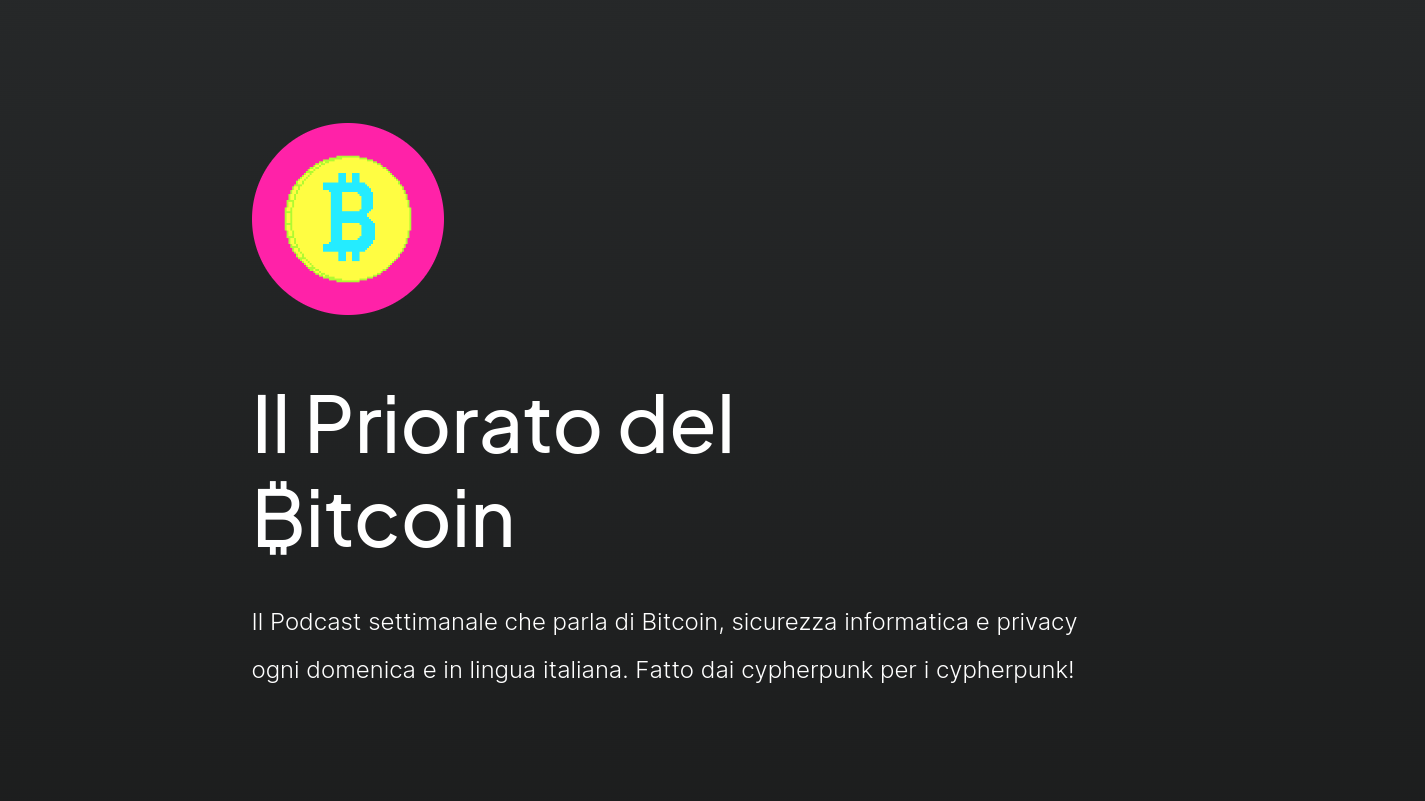 Il Priorato del
₿itcoin
Il Podcast settimanale che parla di Bitcoin, sicurezza informatica e privacy
ogni domenica e in lingua italiana. Fatto dai cypherpunk per i cypherpunk!